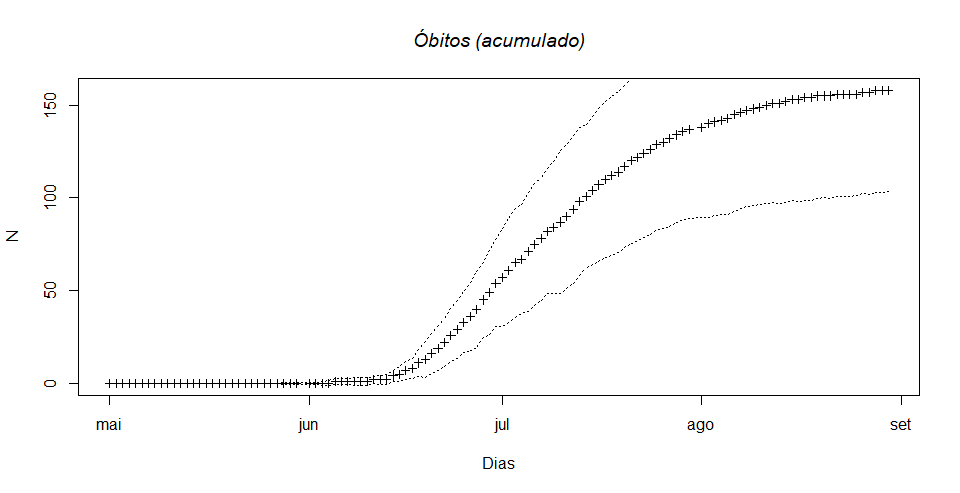 Óbitos (acumulado)
150
100
50
0
N
mai jun jul ago set
Dias